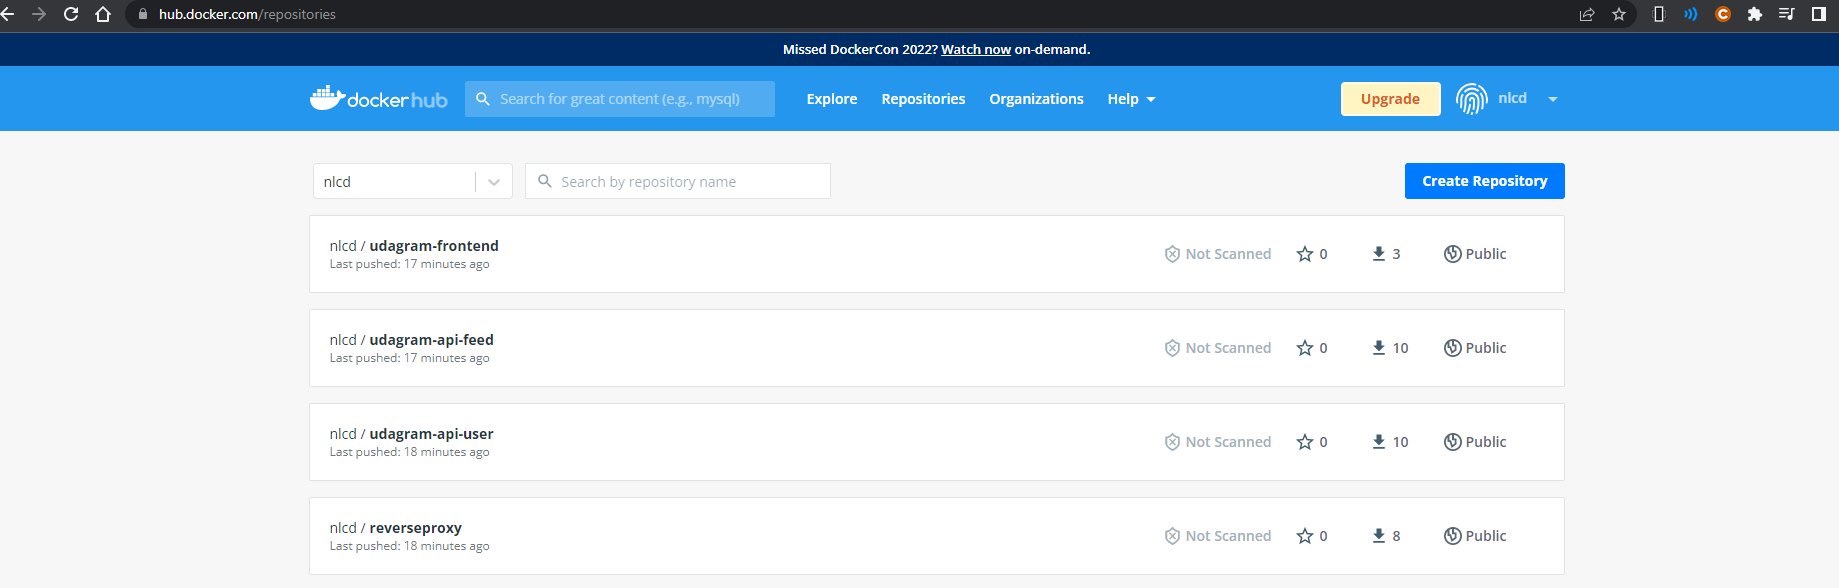 hub.docker.com/repositories
Missed DockerCon 2022? Watch now on-demand.
docker hub Search for great content (e.g., mysql) Explore Repositories Organizations Help Upgrade nlcd
nlcd Search by repository name Create Repository
nlcd / udagram-frontend
Last pushed: 17 minutes ago
Not Scanned 0 3 Public
nlcd / udagram-api-feed
Last pushed: 17 minutes ago
Not Scanned 0 10 Public
nlcd / udagram-api-user
Last pushed: 18 minutes ago
Not Scanned 0 10 Public
nlcd / reverseproxy
Last pushed: 18 minutes ago
Not Scanned 0 8 Public